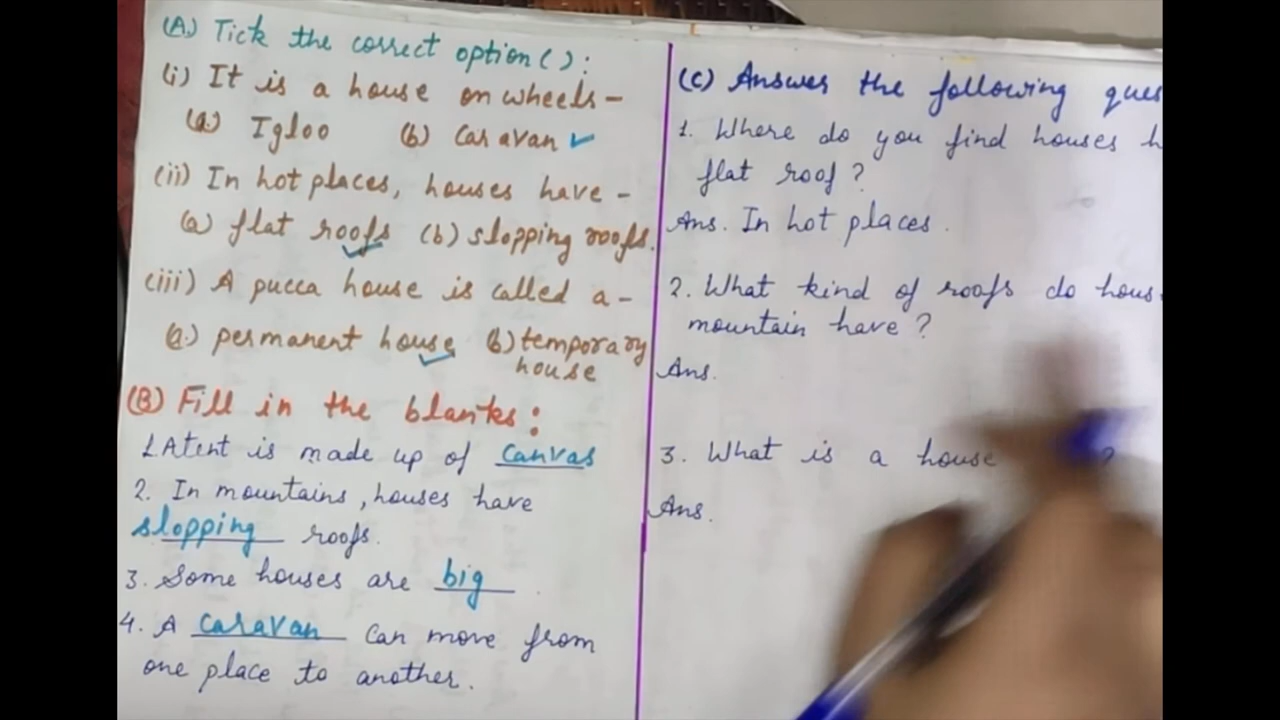 (A) Tick the correct option ( ) :
(i) It is a house on wheels -
(a) Igloo (b) Caravan ✓
(ii) In hot places, houses have -
(a) flat roofs ✓ (b) slopping roofs.
(iii) A pucca house is called a -
(a) permanent house ✓ (b) temporary
house
(B) Fill in the blanks :
1. A tent is made up of canvas
2. In mountains, houses have
slopping roofs.
3. Some houses are big
4. A caravan can move from
one place to another.
(C) Answer the following
1. Where do you find houses
flat roof ?
Ans. In hot places.
2. What kind of roofs do
mountain have ?
Ans.
3. What is a house ?
Ans.